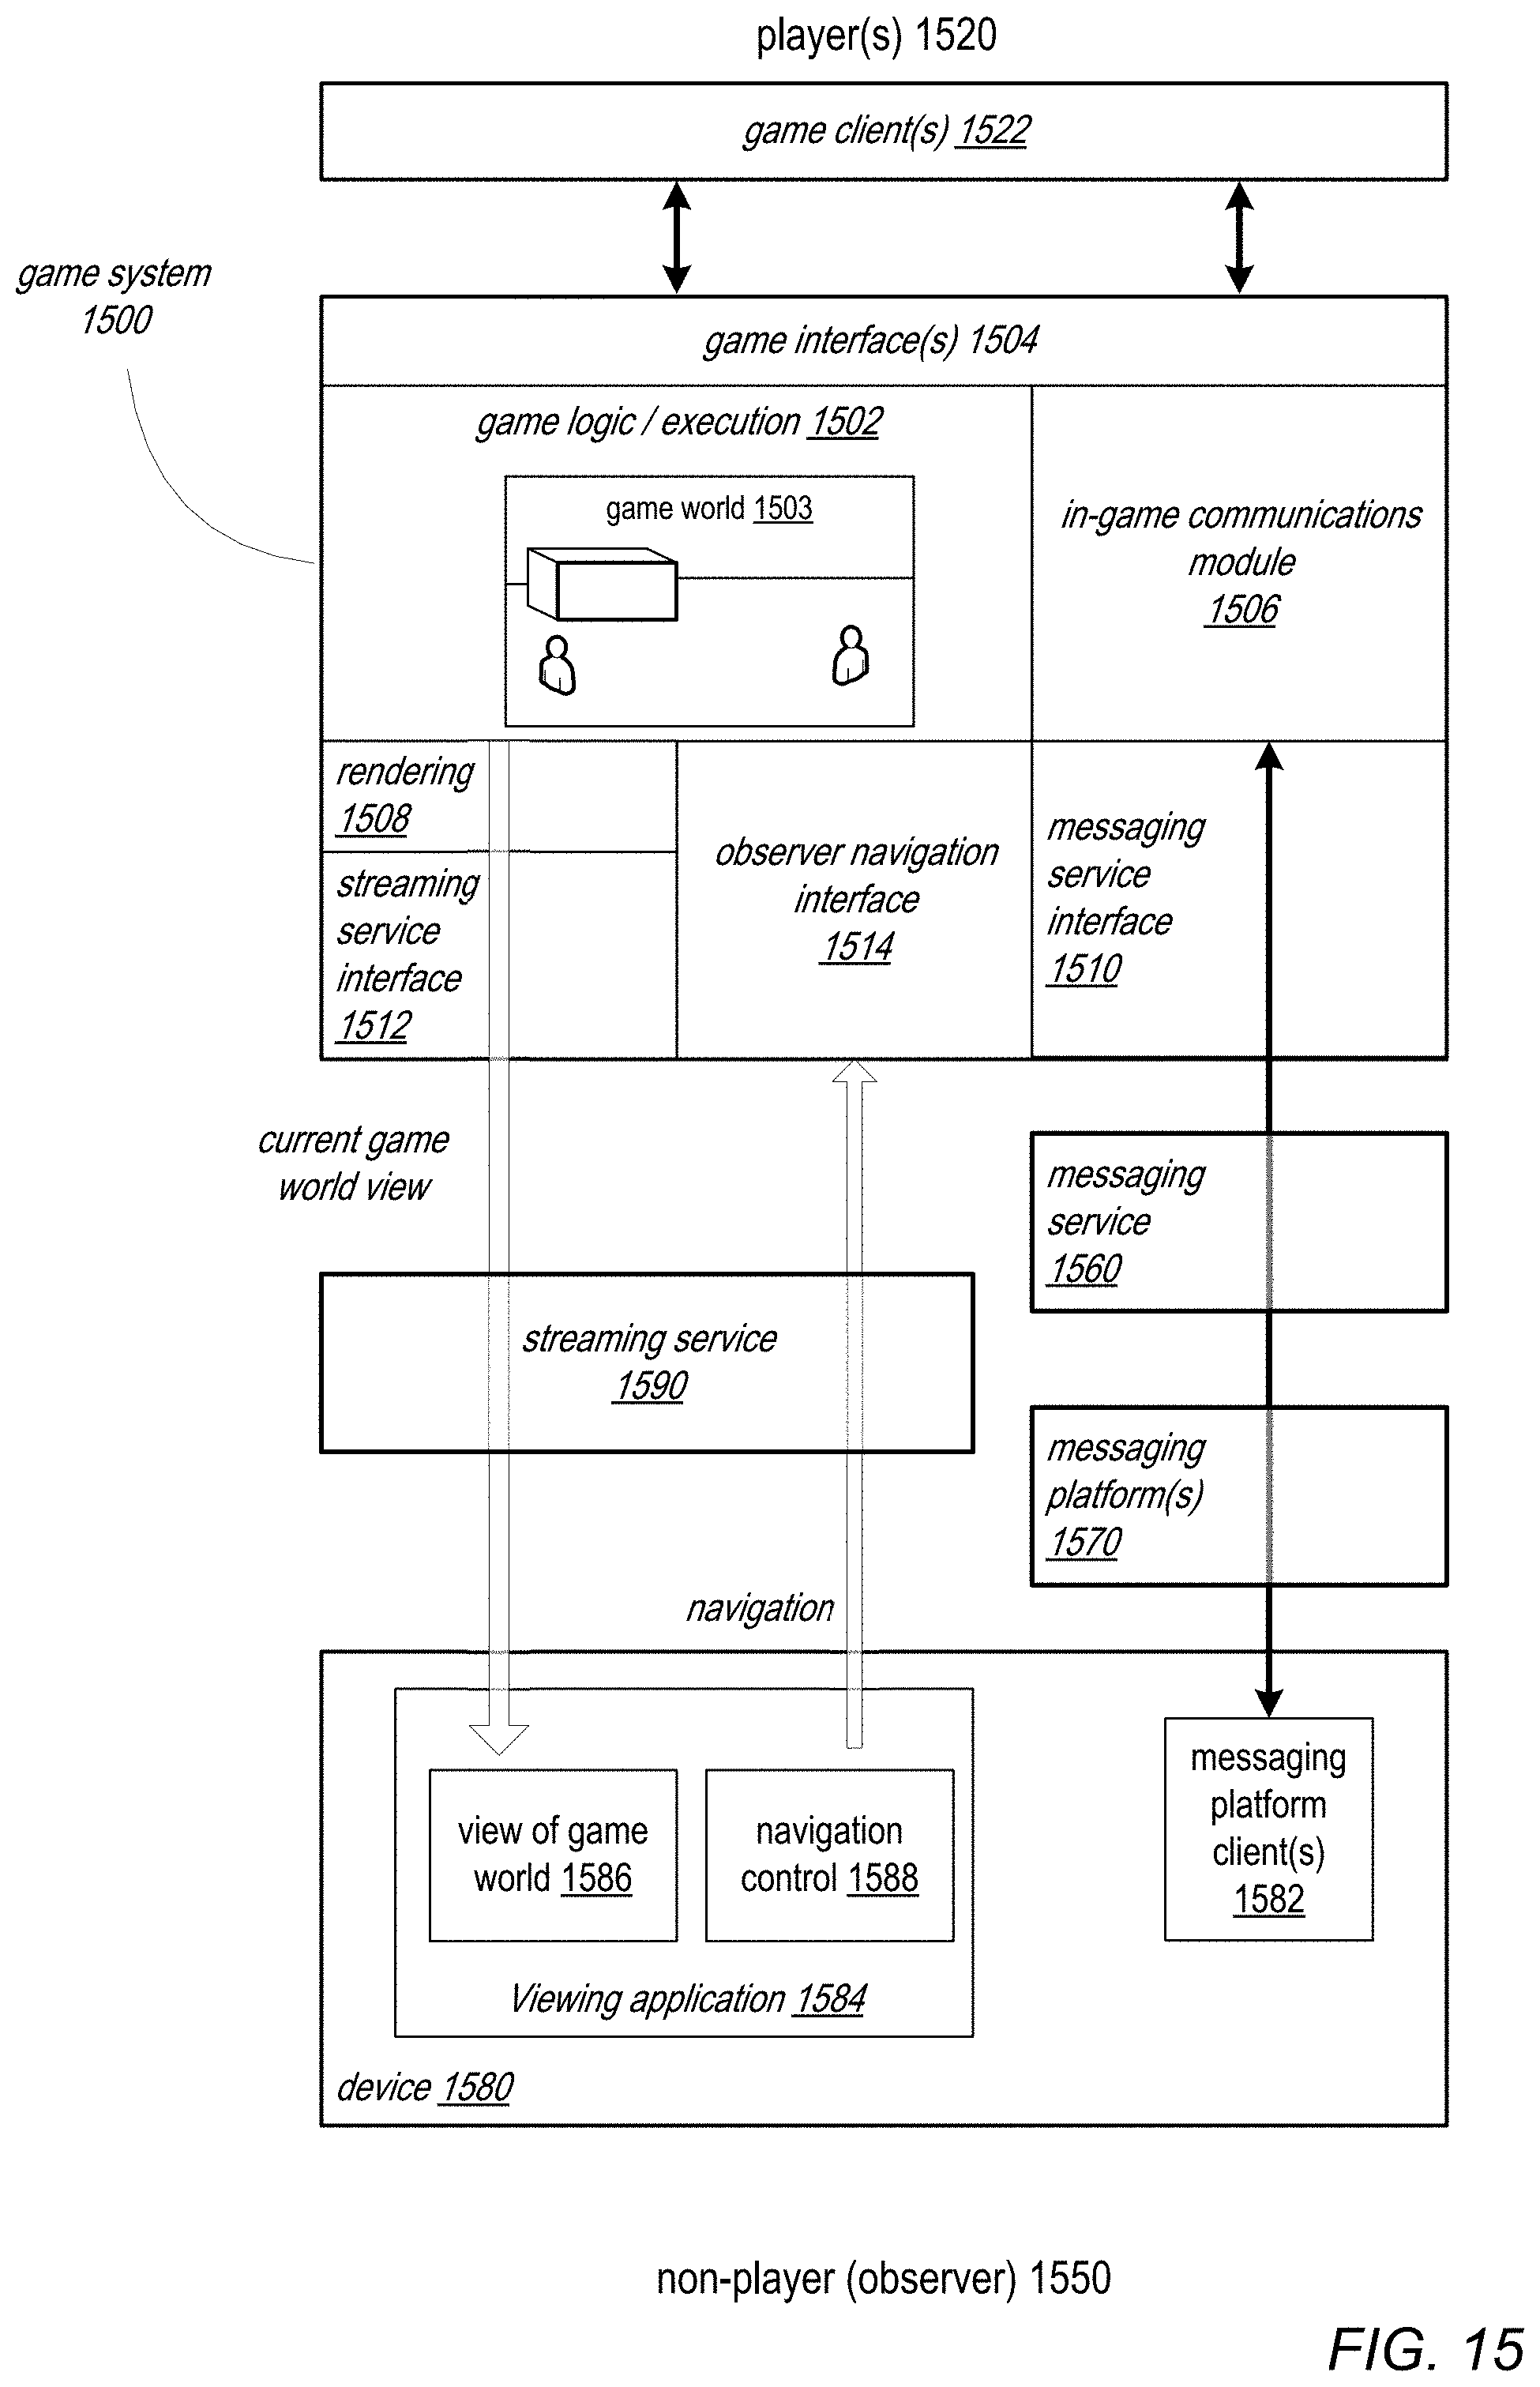 player(s) 1520
game client(s) 1522
game system
1500
game interface(s) 1504
game logic / execution 1502
game world 1503
in-game communications
module
1506
rendering
1508
streaming
service
interface
1512
observer navigation
interface
1514
messaging
service
interface
1510
current game
world view
messaging
service
1560
streaming service
1590
messaging
platform(s)
1570
navigation
view of game
world 1586
navigation
control 1588
messaging
platform
client(s)
1582
Viewing application 1584
device 1580
non-player (observer) 1550
FIG. 15